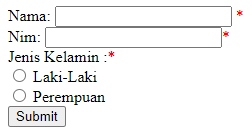 Nama: *
Nim: *
Jenis Kelamin :*
Laki-Laki
Perempuan
Submit